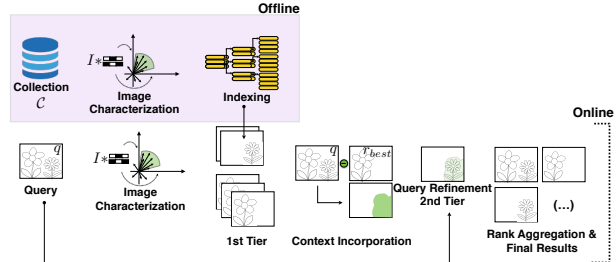 Offline
I*
Collection
C
Image
Characterization
Indexing
Online
q
I*
q
r_best
Query
Image
Characterization
1st Tier
Context Incorporation
Query Refinement
2nd Tier
(...)
Rank Aggregation &
Final Results